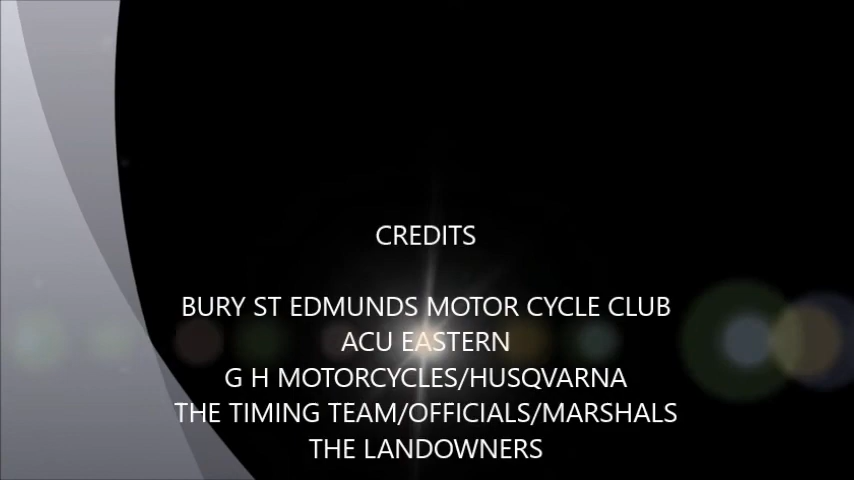 CREDITS
BURY ST EDMUNDS MOTOR CYCLE CLUB
ACU EASTERN
G H MOTORCYCLES/HUSQVARNA
THE TIMING TEAM/OFFICIALS/MARSHALS
THE LANDOWNERS